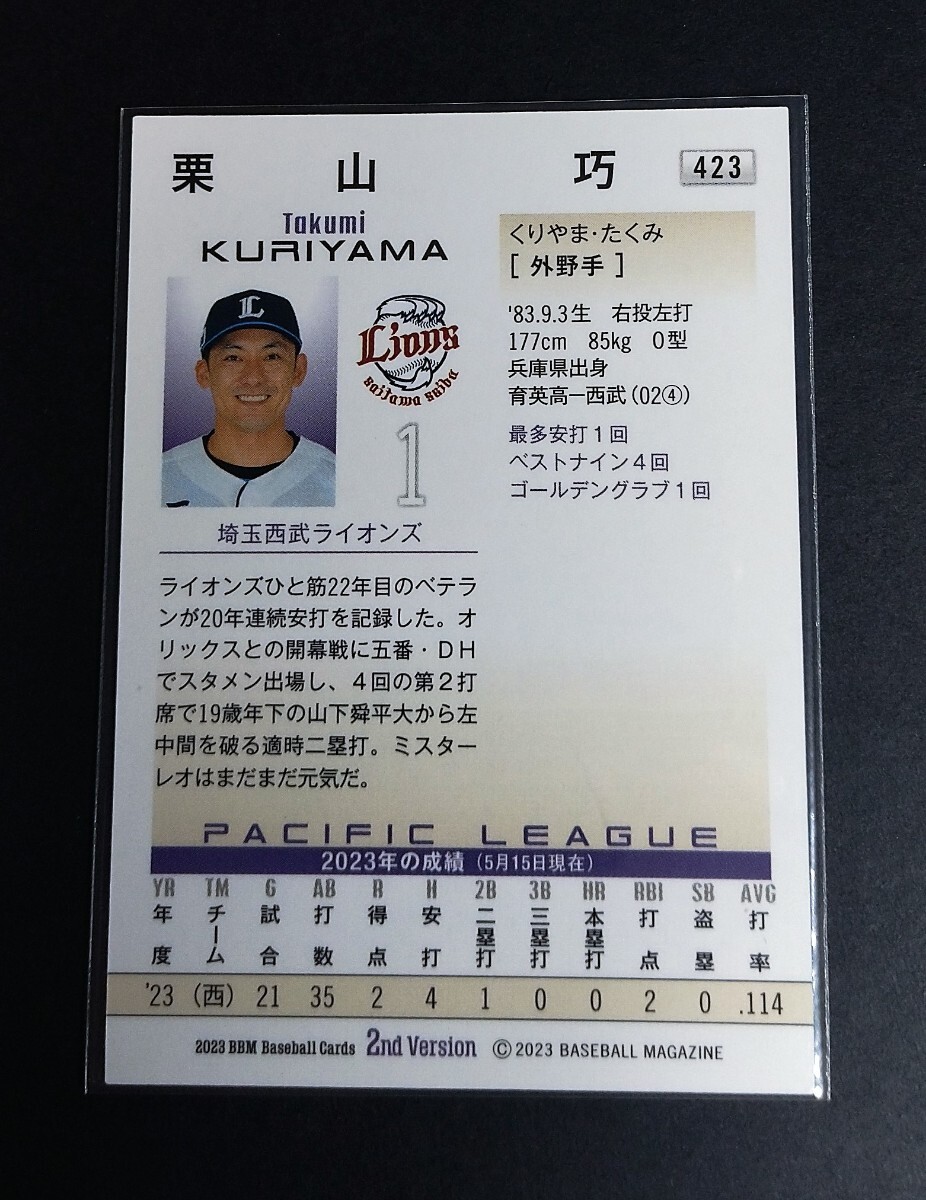 栗山 巧 423
Takumi
KURIYAMA
くりやま・たくみ
[ 外野手 ]
L
Lions
saitama seibu
1
埼玉西武ライオンズ
'83.9.3生 右投左打
177cm 85kg O型
兵庫県出身
育英高ー西武(02④)
最多安打1回
ベストナイン4回
ゴールデングラブ1回
ライオンズひと筋22年目のベテラ
ンが20年連続安打を記録した。オ
リックスとの開幕戦に五番・DH
でスタメン出場し、4回の第2打
席で19歳年下の山下舜平大から左
中間を破る適時二塁打。ミスター
レオはまだまだ元気だ。
PACIFIC LEAGUE
2023年の成績(5月15日現在)
YR TM G AB R H 2B 3B HR RBI SB AVG
年度 チーム 試合 打数 得点 安打 二塁打 三塁打 本塁打 打点 盗塁 打率
'23 (西) 21 35 2 4 1 0 0 2 0 .114
2023 BBM Baseball Cards 2nd Version ©2023 BASEBALL MAGAZINE